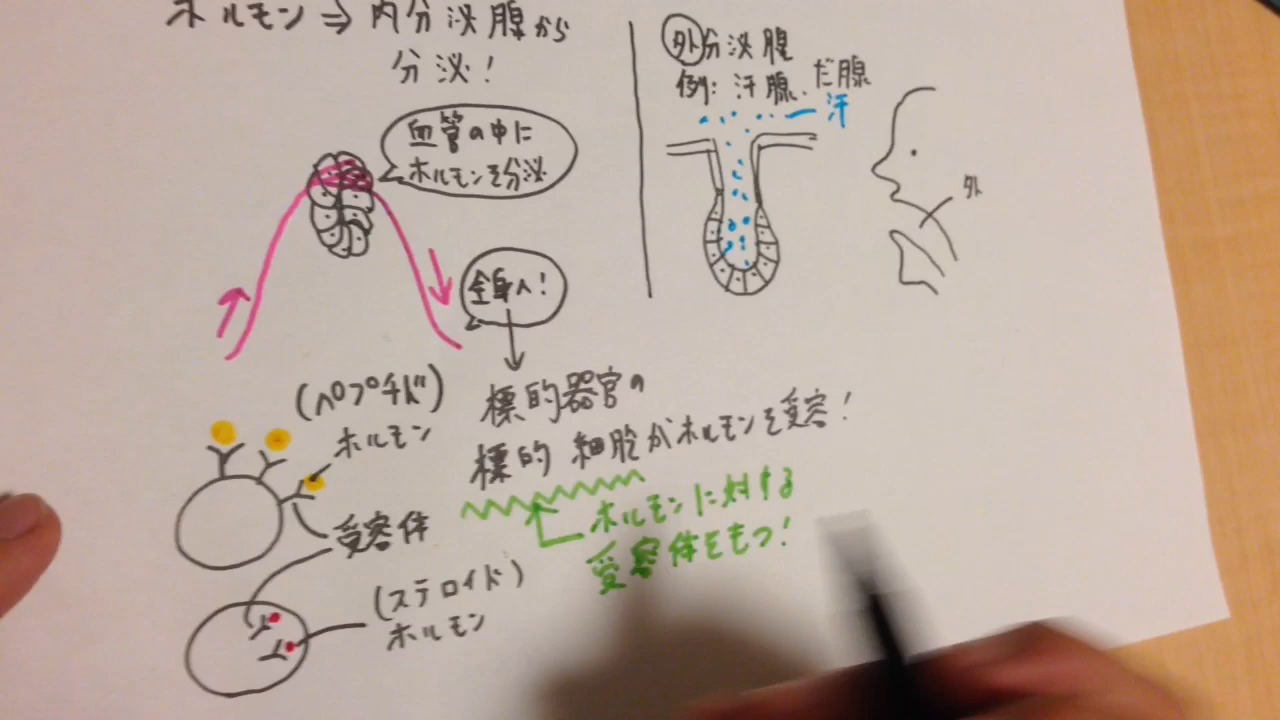 ホルモン⇒内分泌腺から
分泌!
血管の中に
ホルモンを分泌
全身へ!
標的器官の
標的 細胞がホルモンを受容!
ホルモンに対する
受容体をもつ!
(ペプチド)
ホルモン
受容体
(ステロイド)
ホルモン
外分泌腺
例:汗腺、だ腺
汗
外